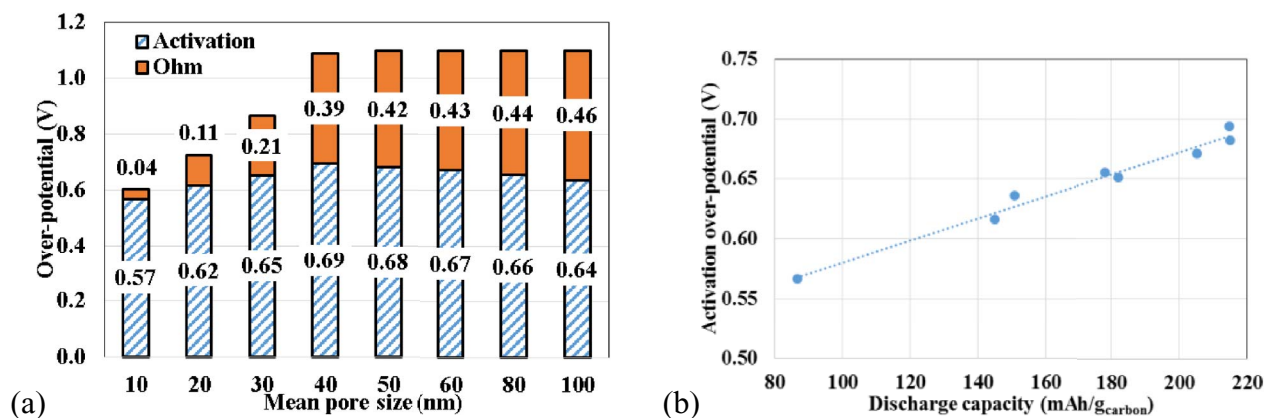 1.2
1.0
0.8
0.6
0.4
0.2
0.0
Over-potential (V)
Activation
Ohm
0.04
0.11
0.21
0.39
0.42
0.43
0.44
0.46
0.57
0.62
0.65
0.69
0.68
0.67
0.66
0.64
10 20 30 40 50 60 80 100
Mean pore size (nm)
(a)
0.75
0.70
0.65
0.60
0.55
0.50
Activation over-potential (V)
80 100 120 140 160 180 200 220
Discharge capacity (mAh/gcarbon)
(b)